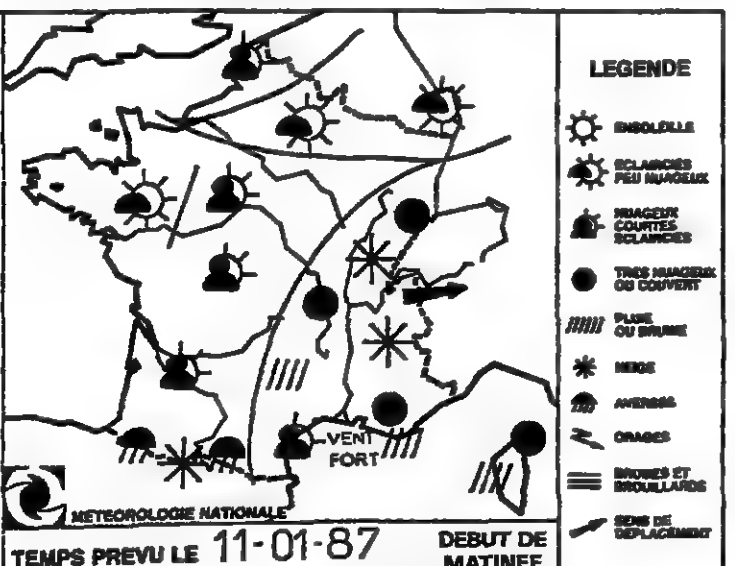 VENT
FORT
METEOROLOGIE NATIONALE
TEMPS PREVU LE 11-01-87 DEBUT DE
MATINEE
LEGENDE
ENSOLEILLE
ECLAIRCIES
PEU NUAGEUX
NUAGEUX
COURTES
ECLAIRCIES
TRES NUAGEUX
OU COUVERT
PLUIE
OU BRUME
NEIGE
AVERSES
ORAGES
BRUMES ET
BROUILLARDS
SENS DE
DEPLACEMENT